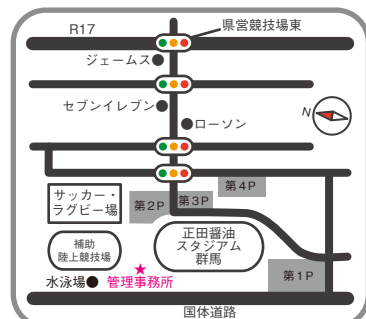 R17
県営競技場東
ジェームス
セブンイレブン
N
ローソン
第4P
サッカー・
ラグビー場
第2P
第3P
正田醤油
スタジアム
群馬
補助
陸上競技場
第1P
水泳場
★
管理事務所
国体道路